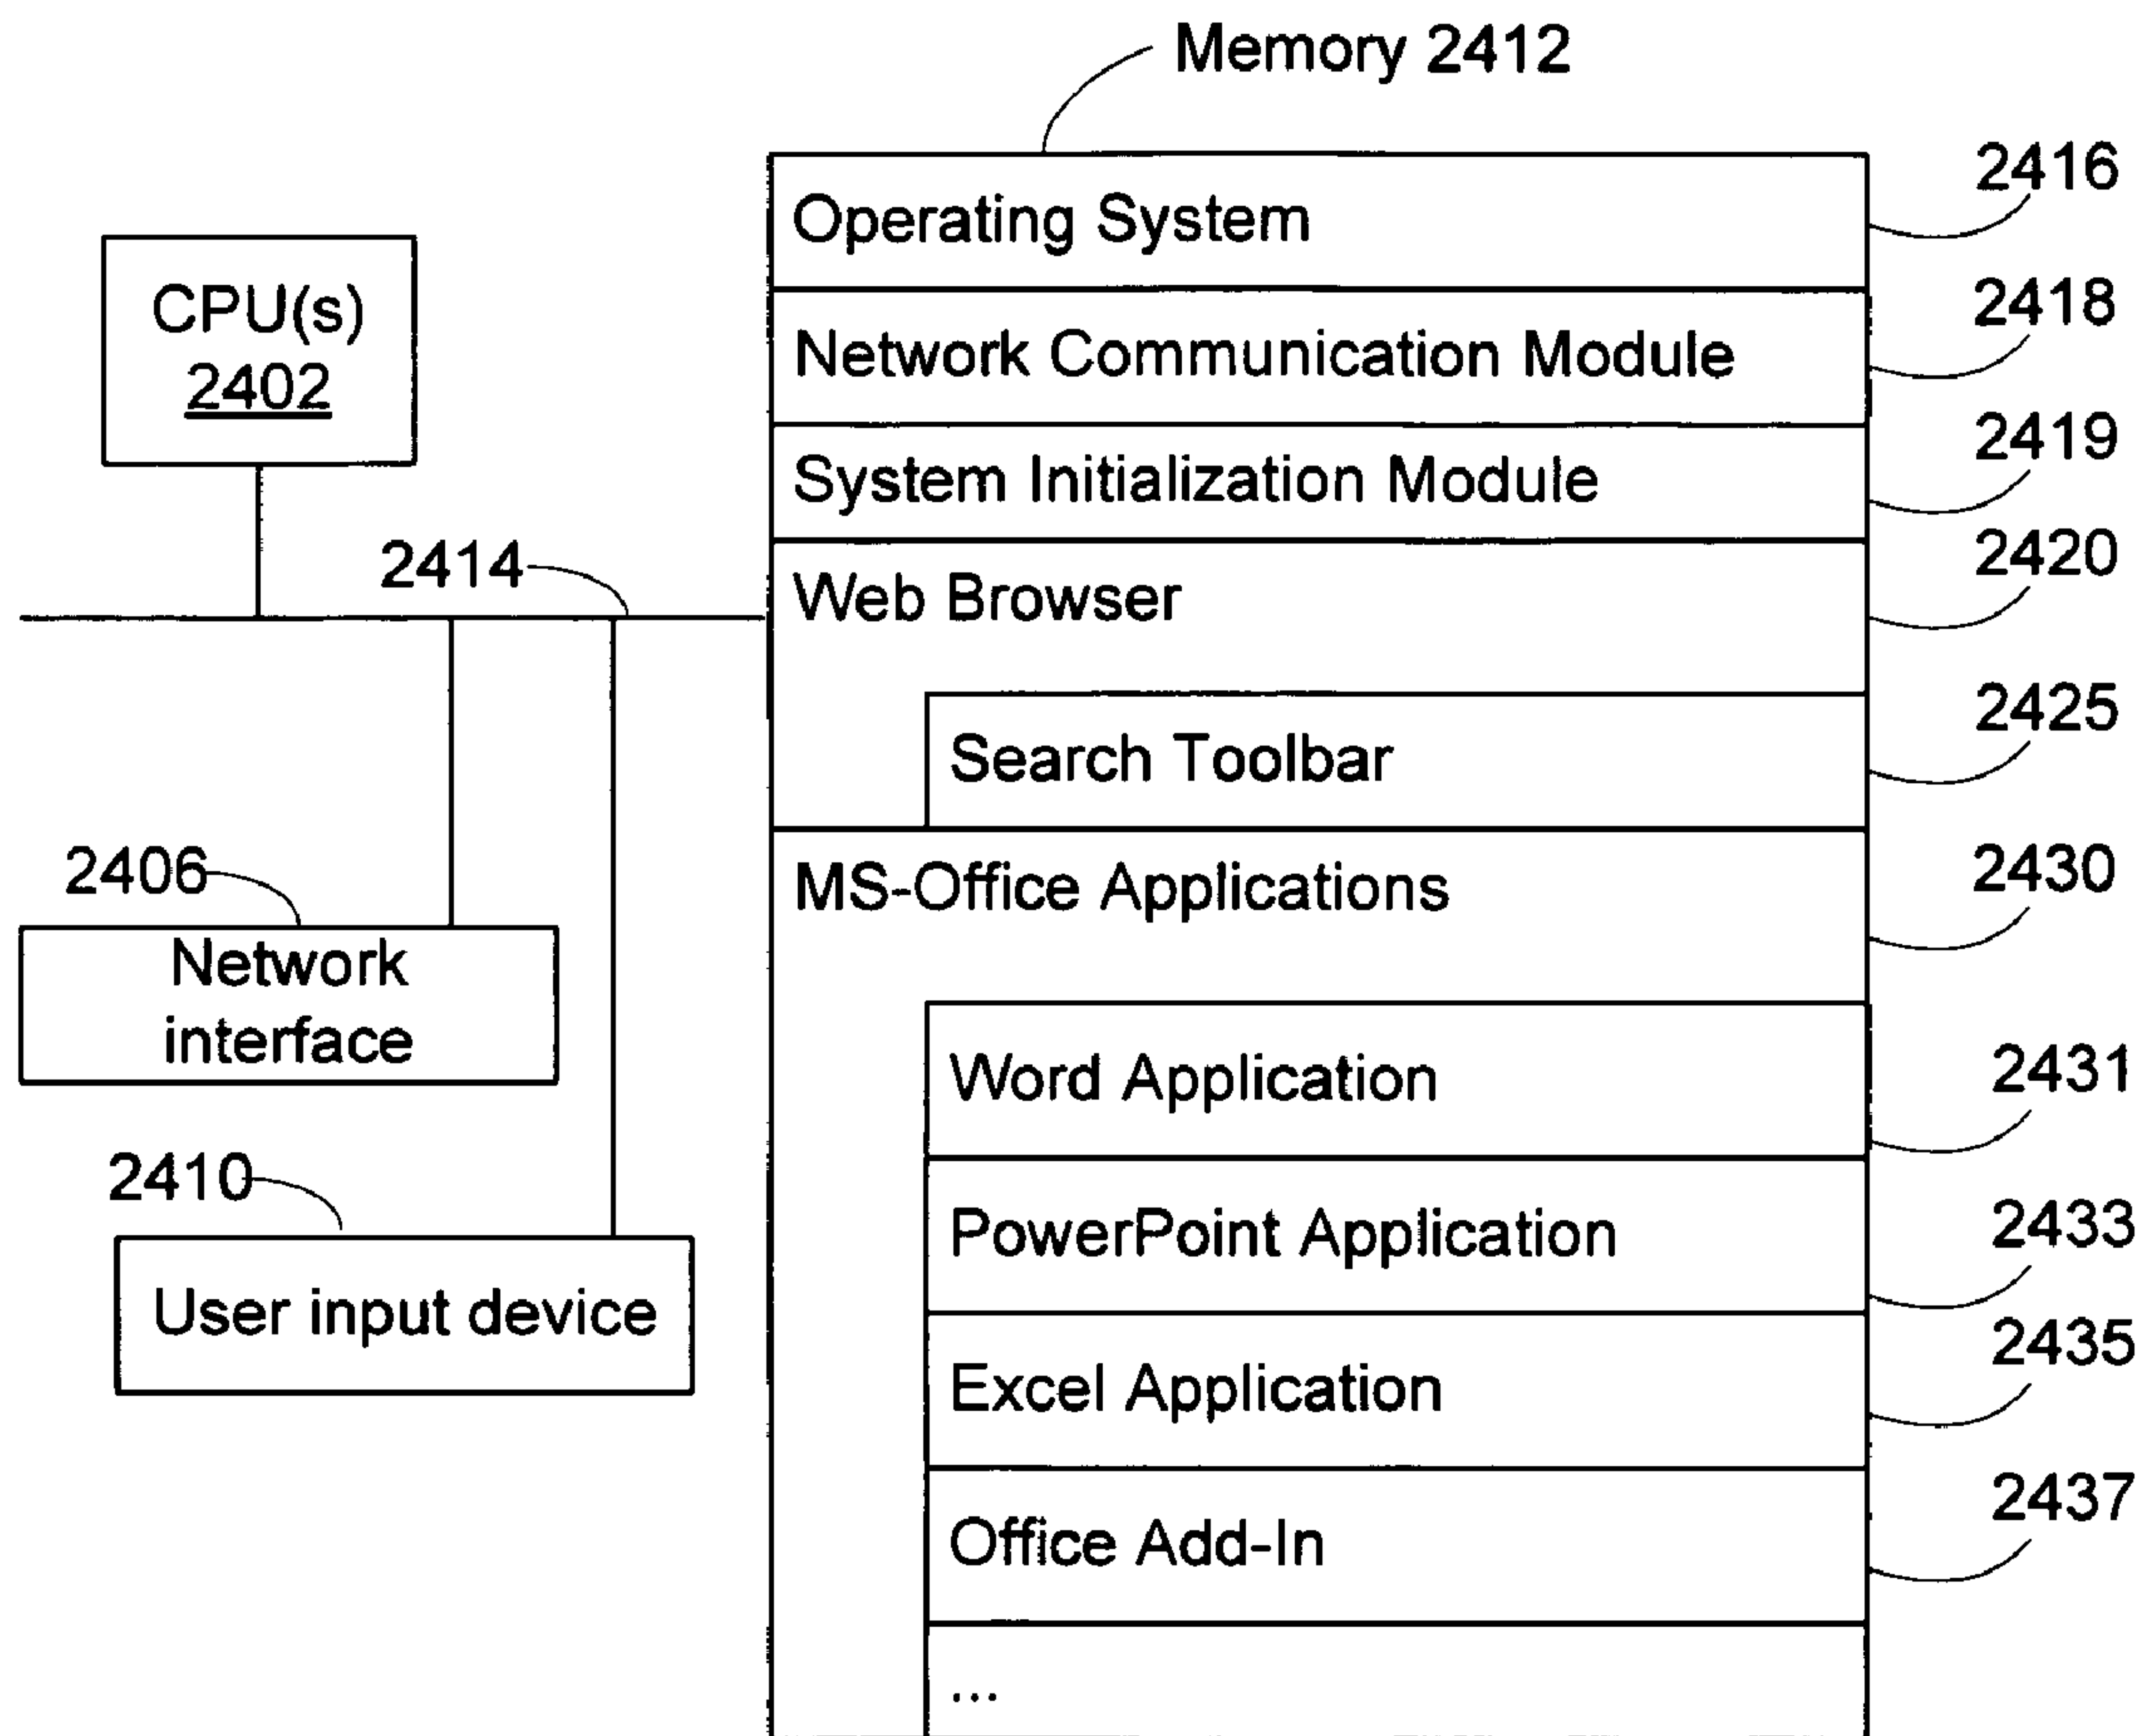 Memory 2412
Operating System
2416
CPU(s)
2402
Network Communication Module
2418
System Initialization Module
2419
2414
Web Browser
2420
Search Toolbar
2425
2406
Network
interface
MS-Office Applications
2430
Word Application
2431
2410
User input device
PowerPoint Application
2433
Excel Application
2435
Office Add-In
2437
...